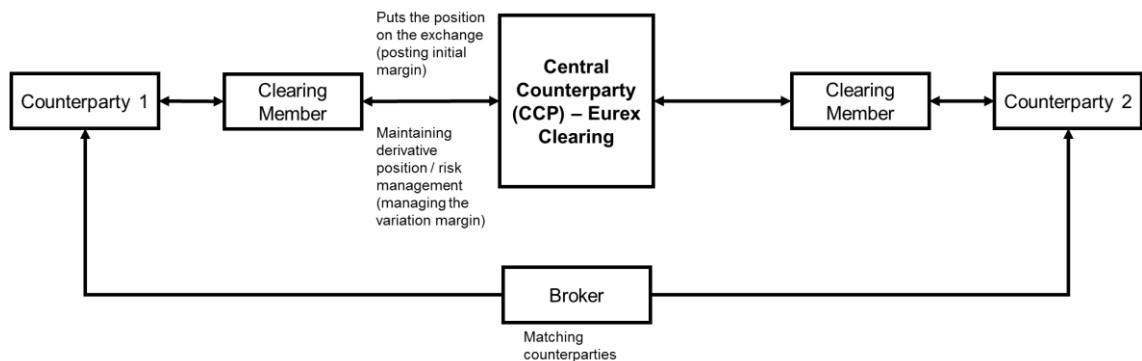 Puts the position
on the exchange
(posting initial
margin)
Counterparty 1
Clearing
Member
Central
Counterparty
(CCP) – Eurex
Clearing
Clearing
Member
Counterparty 2
Maintaining
derivative
position / risk
management
(managing the
variation margin)
Broker
Matching
counterparties